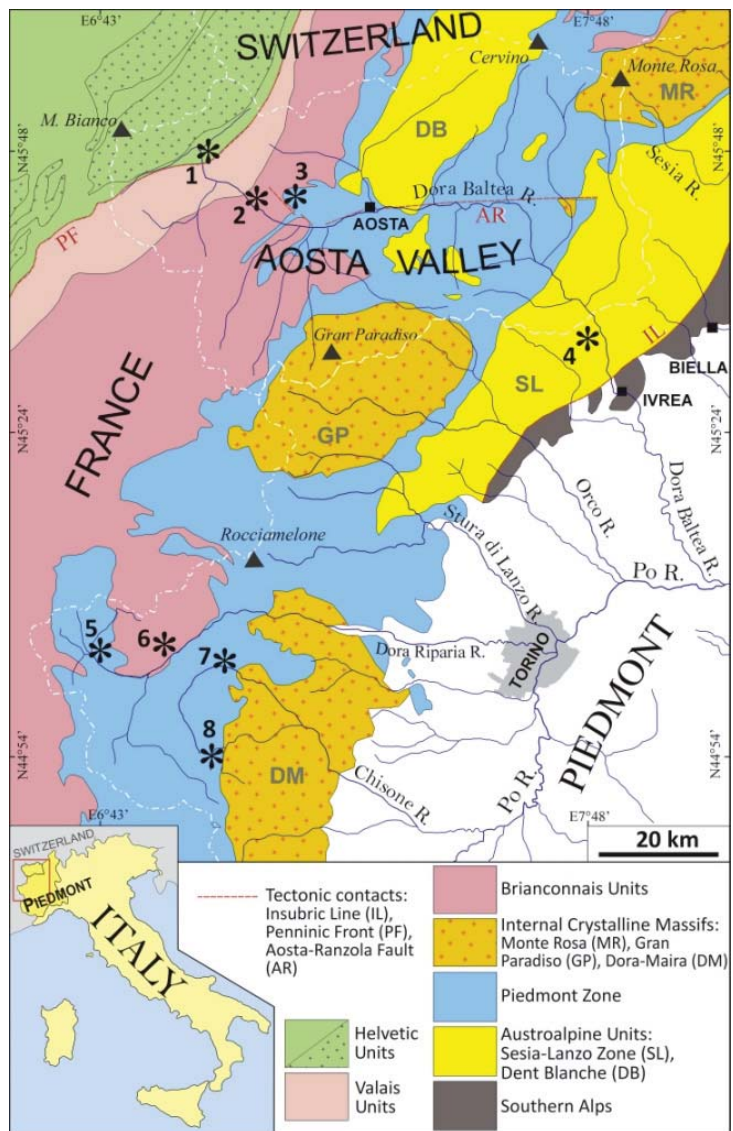 E6°43'
E7°48'
SWITZERLAND
Cervino
Monte Rosa
MR
M. Bianco
DB
N45°48'
N45°48'
1
3
2
Sesia R.
Dora Baltea R.
AOSTA
AR
PF
AOSTA VALLEY
Gran Paradiso
4
IL
BIELLA
SL
IVREA
FRANCE
GP
N45°24'
N45°24'
Rocciamelone
Stura di Lanzo R.
Orco R.
Dora Baltea R.
Po R.
5
6
7
Dora Riparia R.
TORINO
PIEDMONT
8
N44°54'
N44°54'
DM
Chisone R.
Po R.
E6°43'
E7°48'
20 km
SWITZERLAND
PIEDMONT
ITALY
Tectonic contacts:
Insubric Line (IL),
Penninic Front (PF),
Aosta-Ranzola Fault
(AR)
Helvetic
Units
Valais
Units
Brianconnais Units
Internal Crystalline Massifs:
Monte Rosa (MR), Gran
Paradiso (GP), Dora-Maira (DM)
Piedmont Zone
Austroalpine Units:
Sesia-Lanzo Zone (SL),
Dent Blanche (DB)
Southern Alps